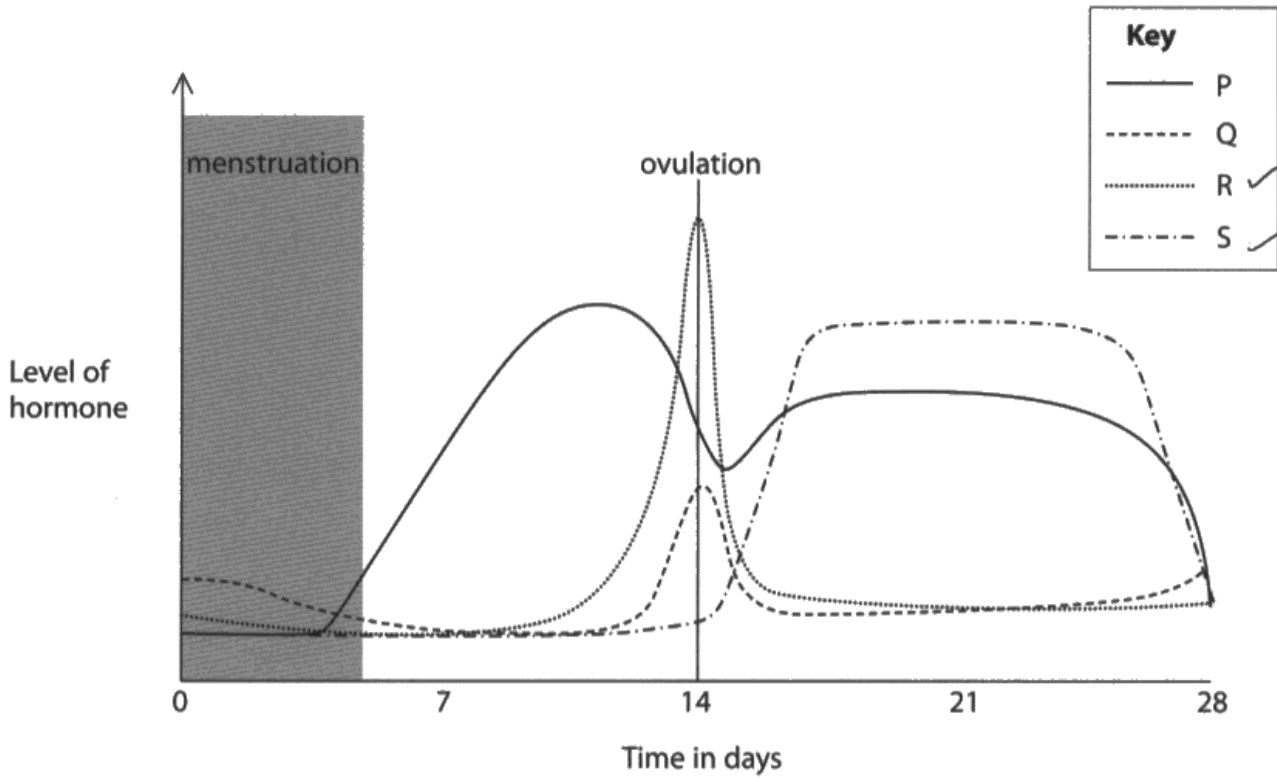 Key
P
Q
R
S
menstruation
ovulation
Level of
hormone
0
7
14
21
28
Time in days